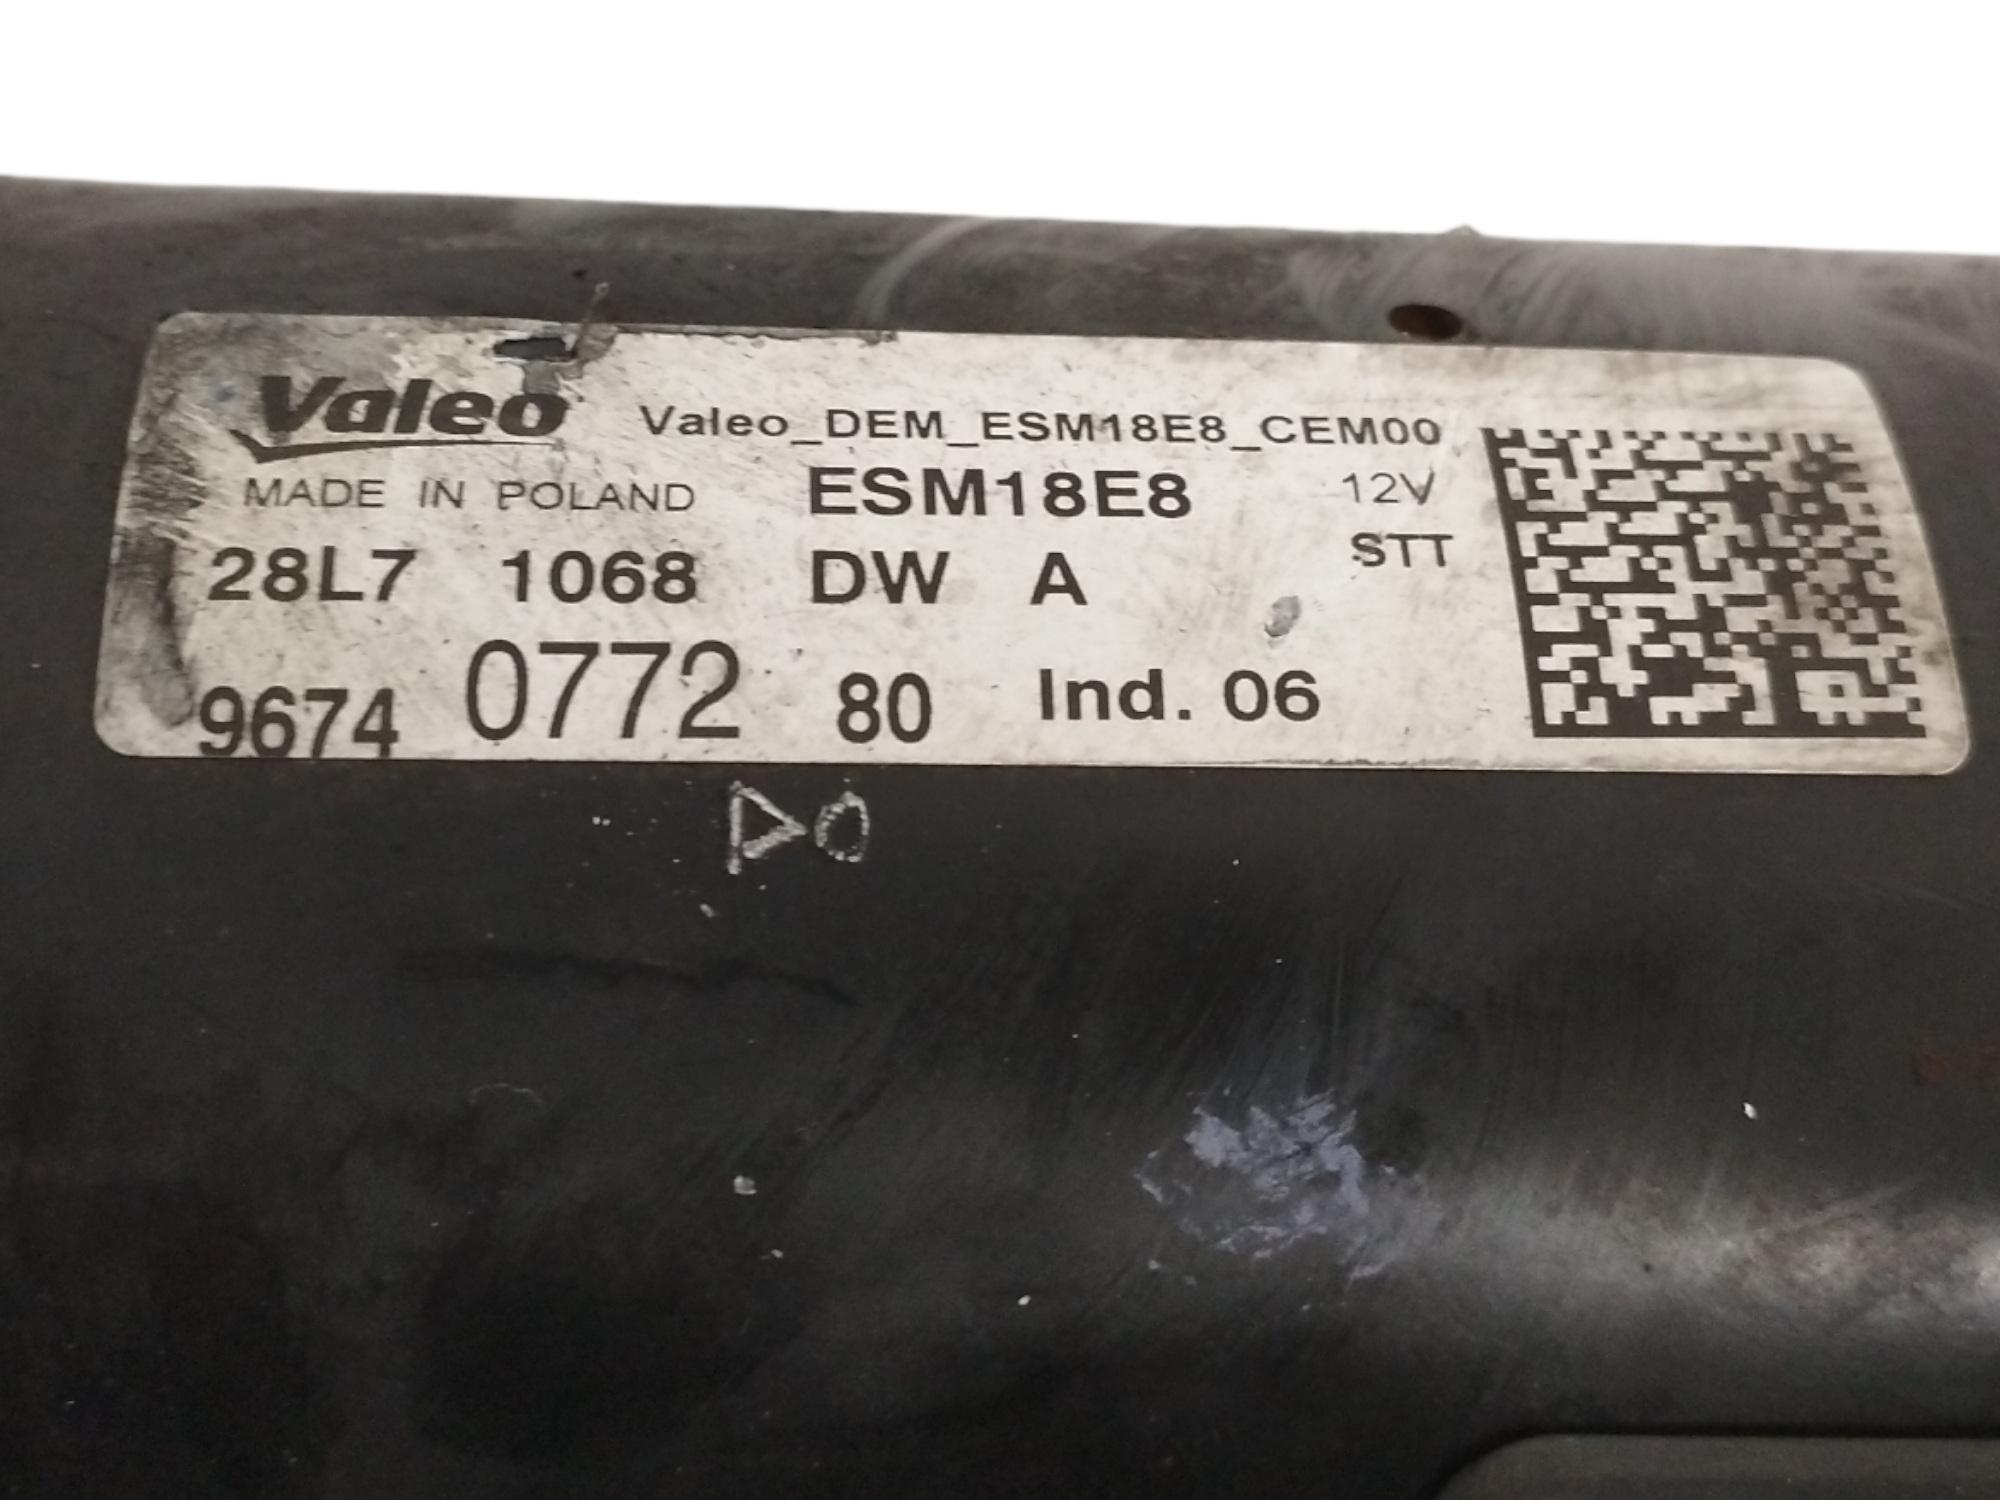 Valeo Valeo_DEM_ESM18E8_CEM00
MADE IN POLAND ESM18E8 12V
28L7 1068 DW A STT
9674 0772 80 Ind. 06